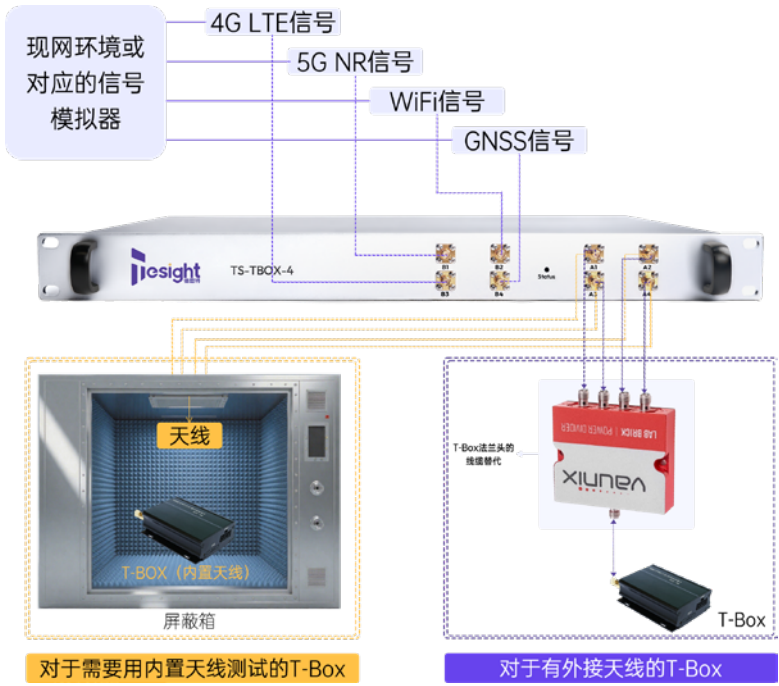 现网环境或
对应的信号
模拟器
4G LTE信号
5G NR信号
WiFi信号
GNSS信号
Tesight
TS-TBOX-4
B1
B2
B3
B4
Status
A1
A2
A3
A4
天线
T-BOX（内置天线）
屏蔽箱
T-Box法兰头的
线缆替代
LAB BRICK | POWER DIVIDER
VAUNIX
T-Box
对于需要用内置天线测试的T-Box
对于有外接天线的T-Box